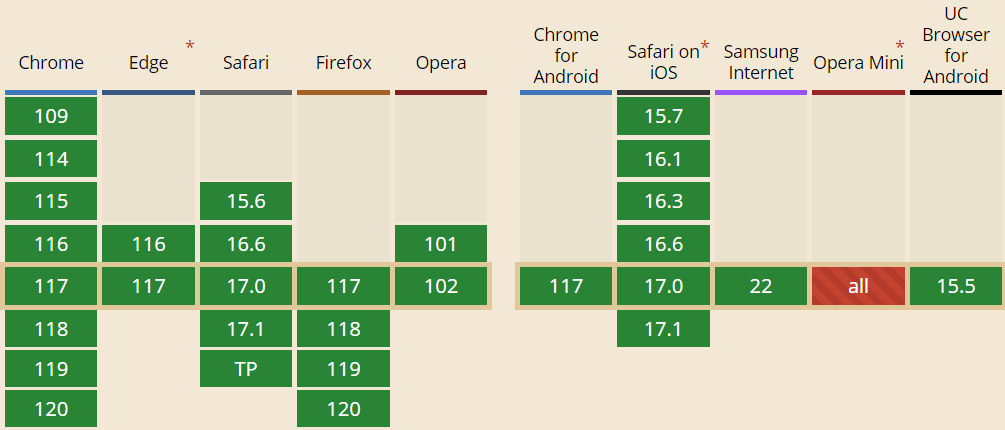 Chrome
Edge *
Safari
Firefox
Opera
Chrome
for
Android
Safari on *
iOS
Samsung
Internet
Opera Mini *
UC
Browser
for
Android
109 15.7
114 16.1
115 15.6 16.3
116 116 16.6 101 16.6
117 117 17.0 117 102 117 17.0 22 all 15.5
118 17.1 118 17.1
119 TP 119
120 120